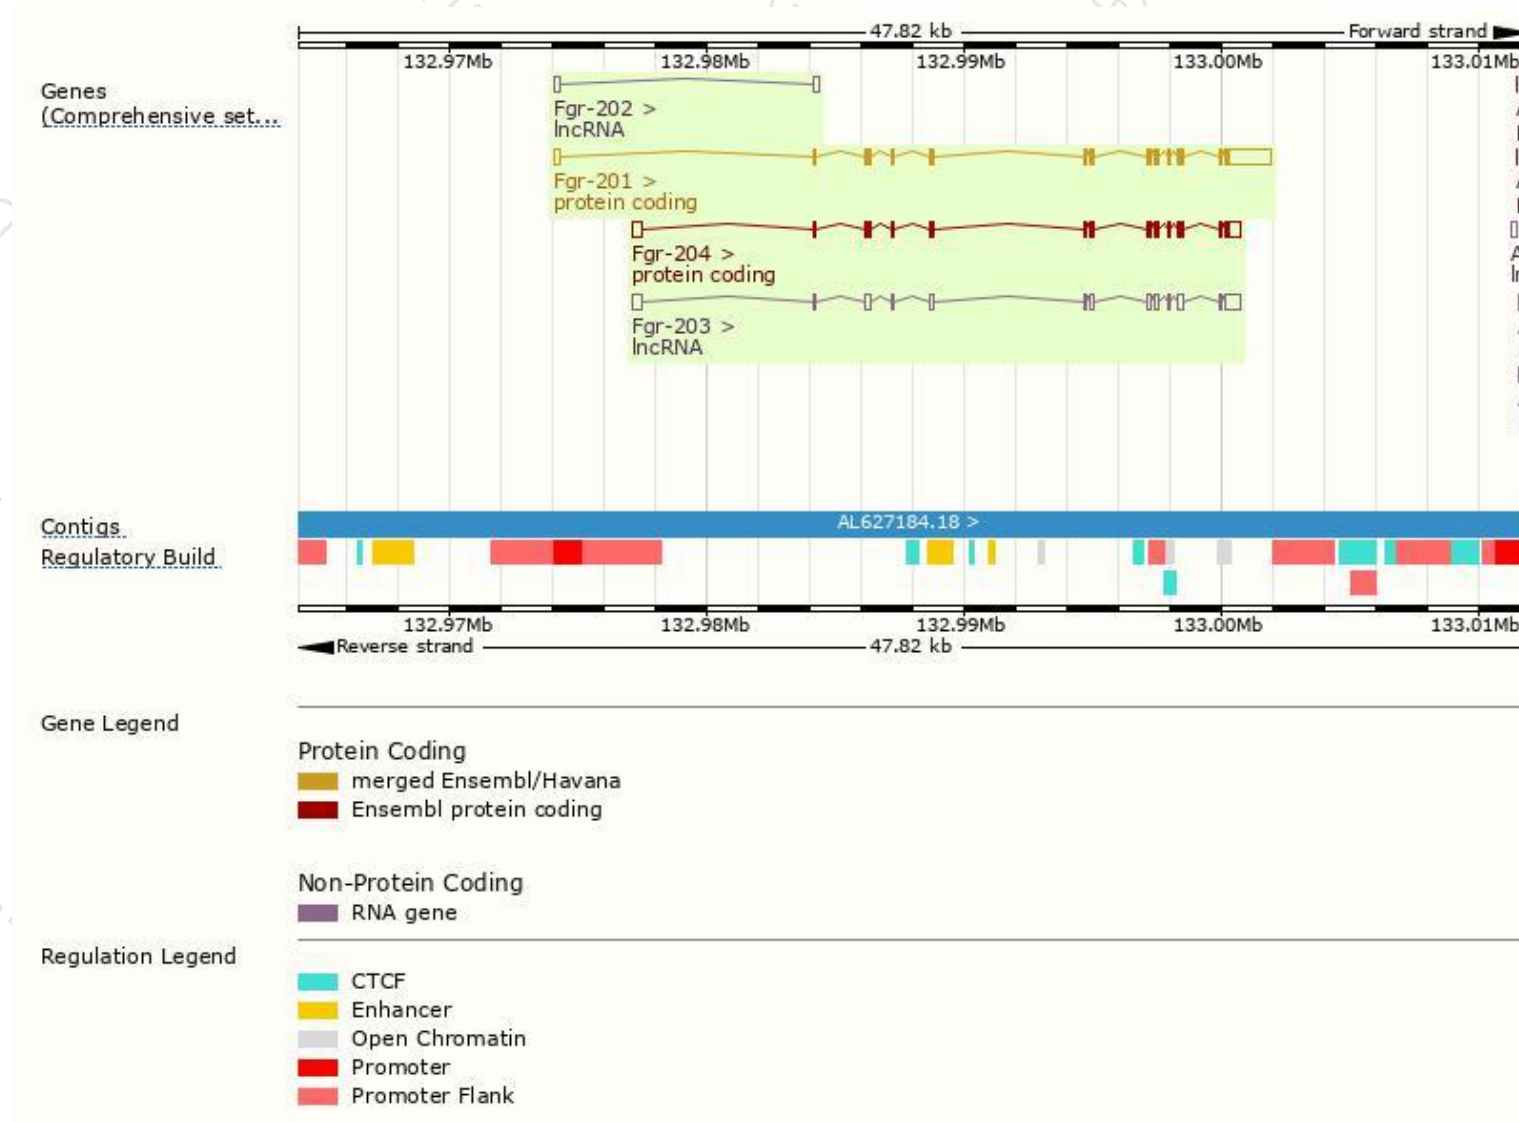 47.82 kb
Forward strand
132.97Mb 132.98Mb 132.99Mb 133.00Mb 133.01Mb
Genes
(Comprehensive set...
Fgr-202 >
lncRNA
Fgr-201 >
protein coding
Fgr-204 >
protein coding
Fgr-203 >
lncRNA
Contigs
AL627184.18 >
Regulatory Build
132.97Mb 132.98Mb 132.99Mb 133.00Mb 133.01Mb
Reverse strand
47.82 kb
Gene Legend
Protein Coding
merged Ensembl/Havana
Ensembl protein coding
Non-Protein Coding
RNA gene
Regulation Legend
CTCF
Enhancer
Open Chromatin
Promoter
Promoter Flank